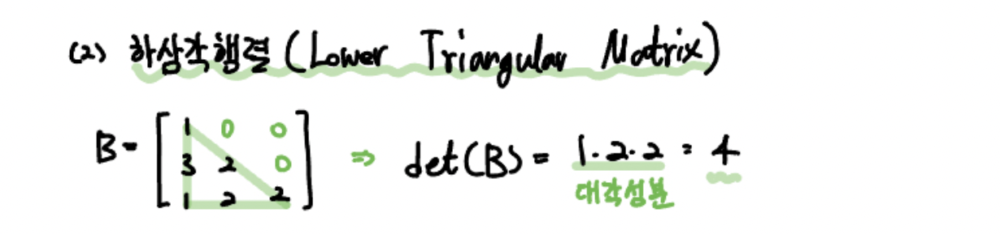 (2) 하삼각행렬 (Lower Triangular Matrix)
B = [ 1 0 0
3 2 0
1 2 2 ] ⇒ det(B) = 1·2·2 = 4
대각성분